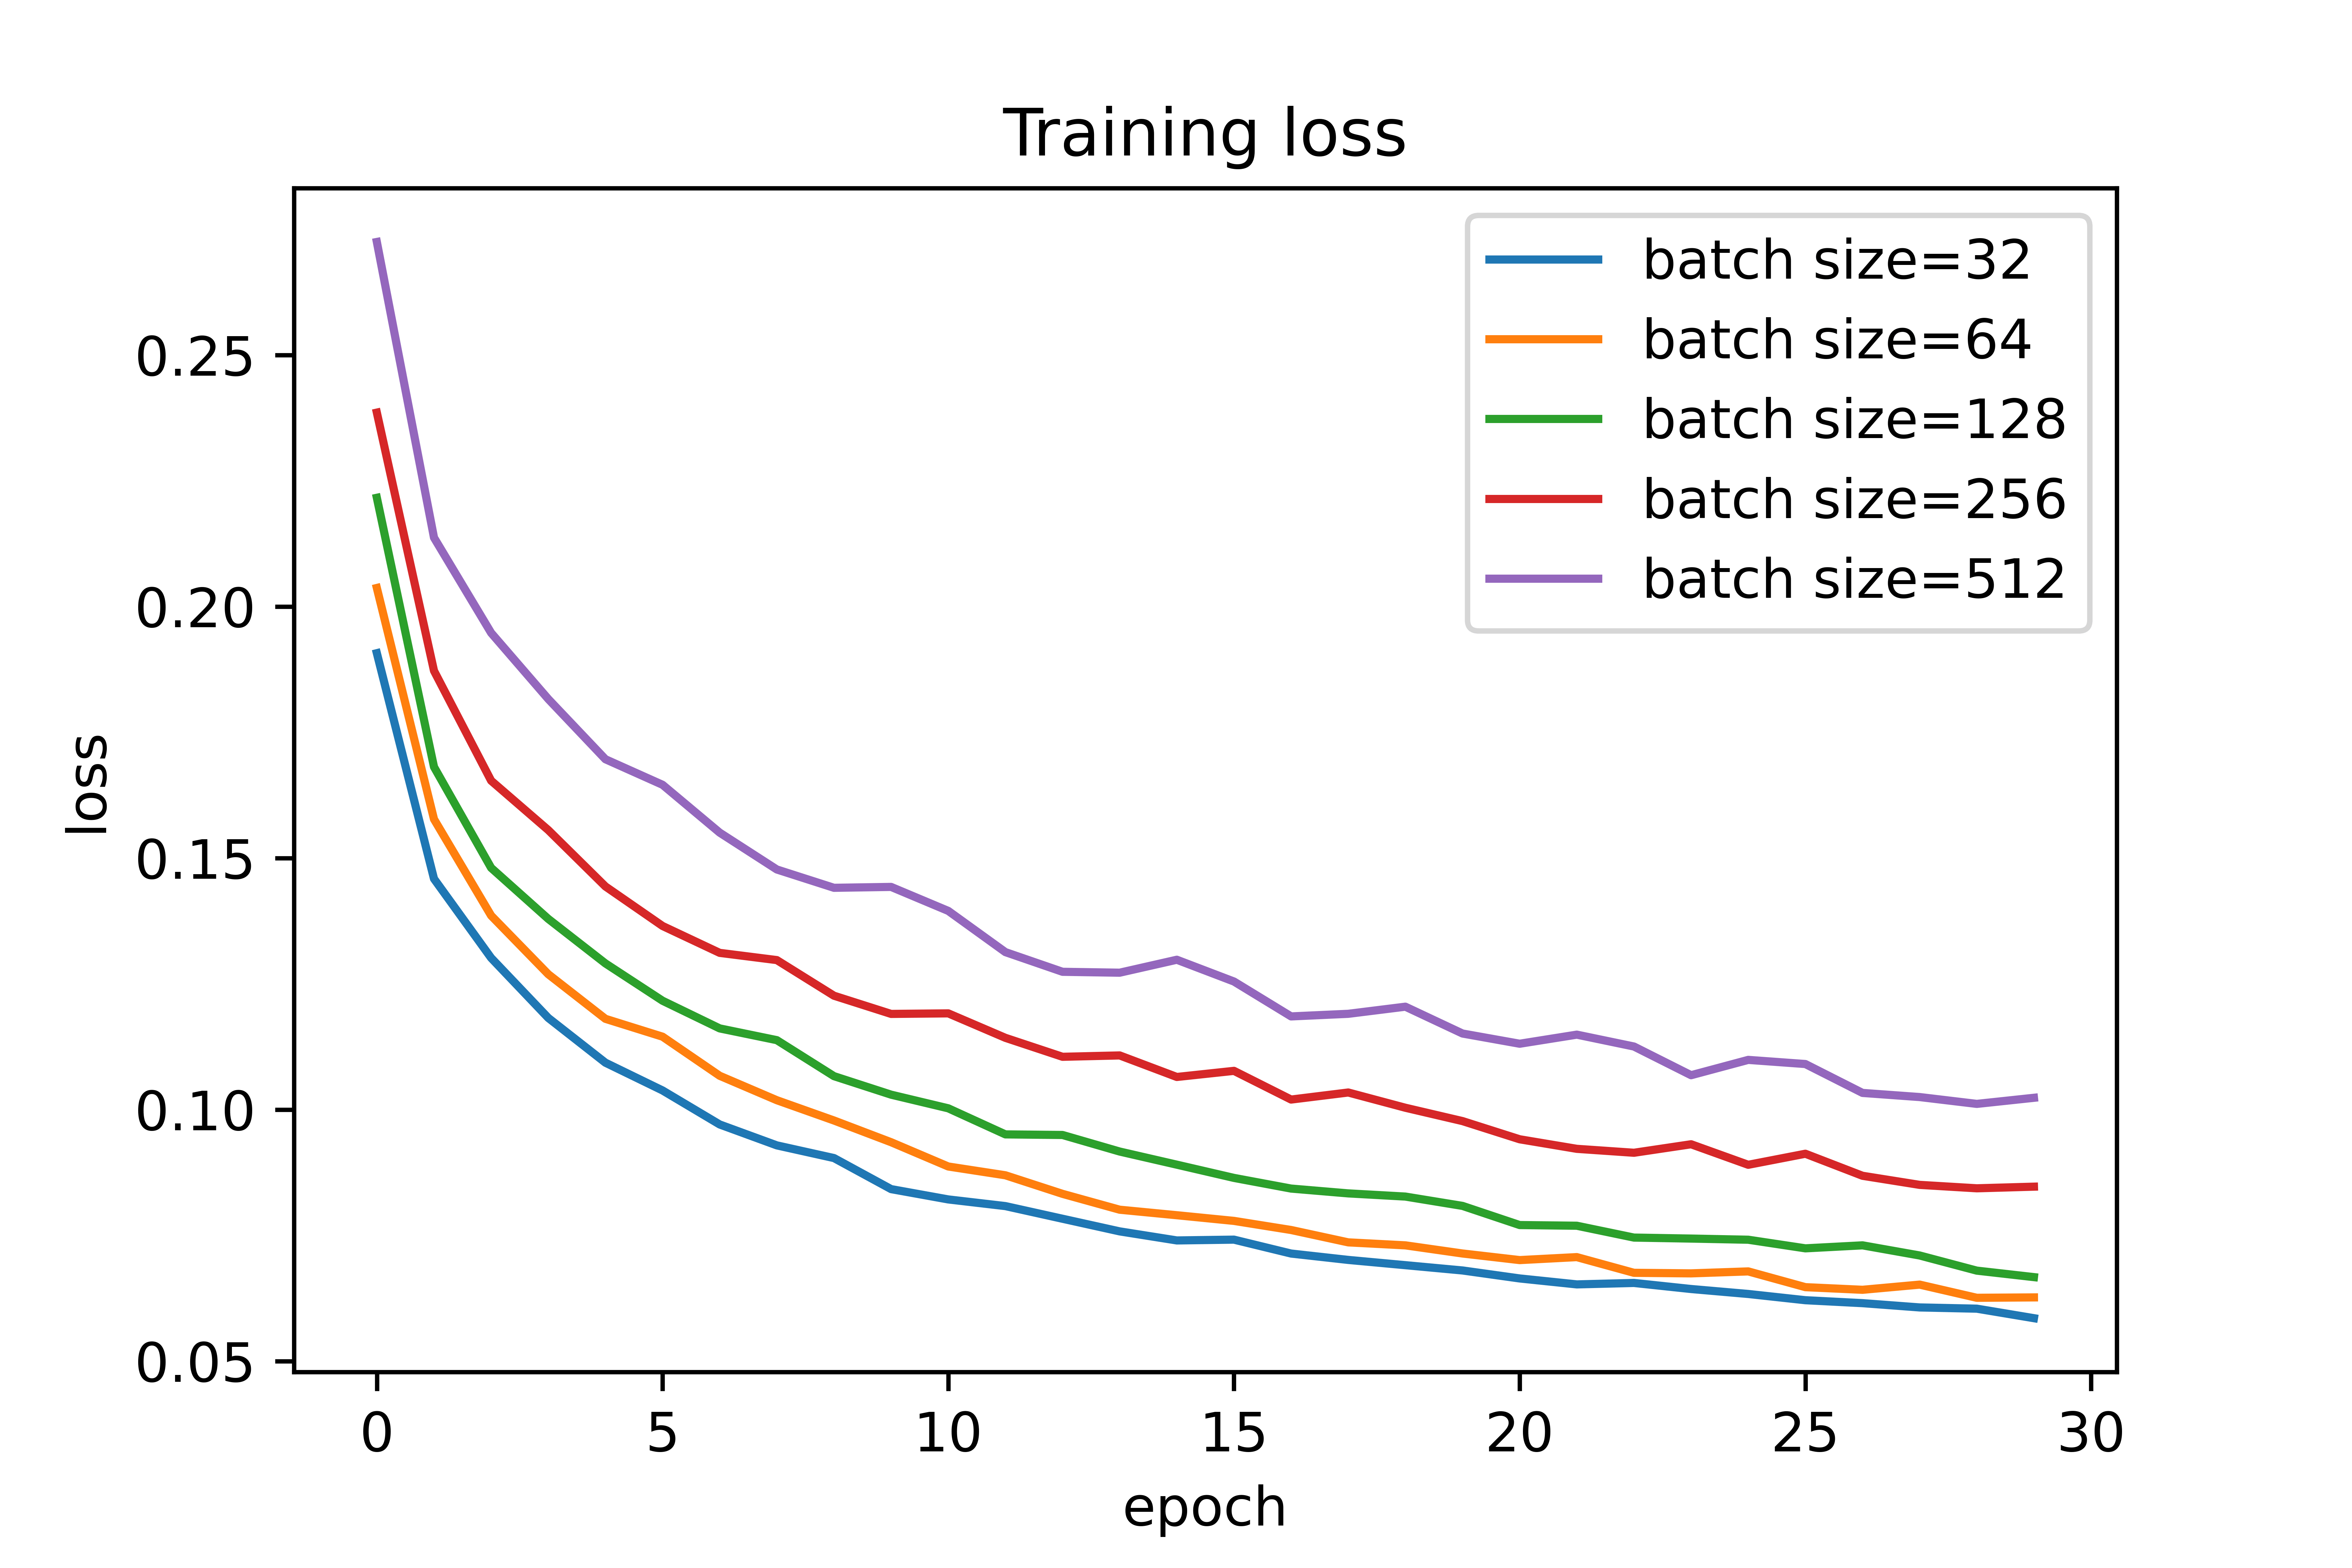 Training loss
batch size=32
batch size=64
batch size=128
batch size=256
batch size=512
0.25
0.20
0.15
0.10
0.05
loss
0
5
10
15
20
25
30
epoch